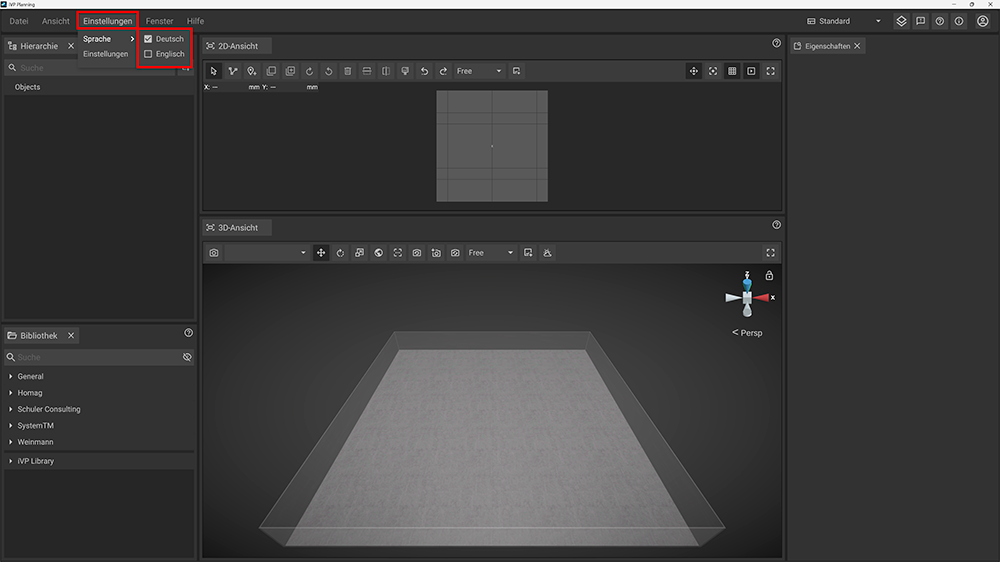 iVP Planning
Datei Ansicht Einstellungen Fenster Hilfe
Standard
Sprache
Einstellungen
Deutsch
Englisch
Hierarchie
Suche
Objects
2D-Ansicht
Free
X: — mm Y: — mm
3D-Ansicht
Free
Y
X
< Persp
Bibliothek
Suche
General
Homag
Schuler Consulting
SystemTM
Weinmann
iVP Library
Eigenschaften